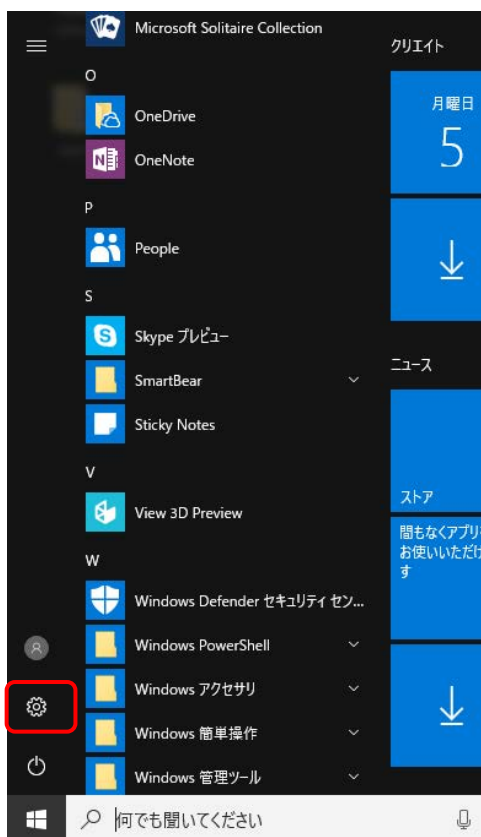 Microsoft Solitaire Collection
O
OneDrive
OneNote
P
People
S
Skype プレビュー
SmartBear
Sticky Notes
V
View 3D Preview
W
Windows Defender セキュリティ セン...
Windows PowerShell
Windows アクセサリ
Windows 簡単操作
Windows 管理ツール
クリエイト
月曜日
5
ニュース
ストア
間もなくアプリ
お使いいただけ
す
何でも聞いてください